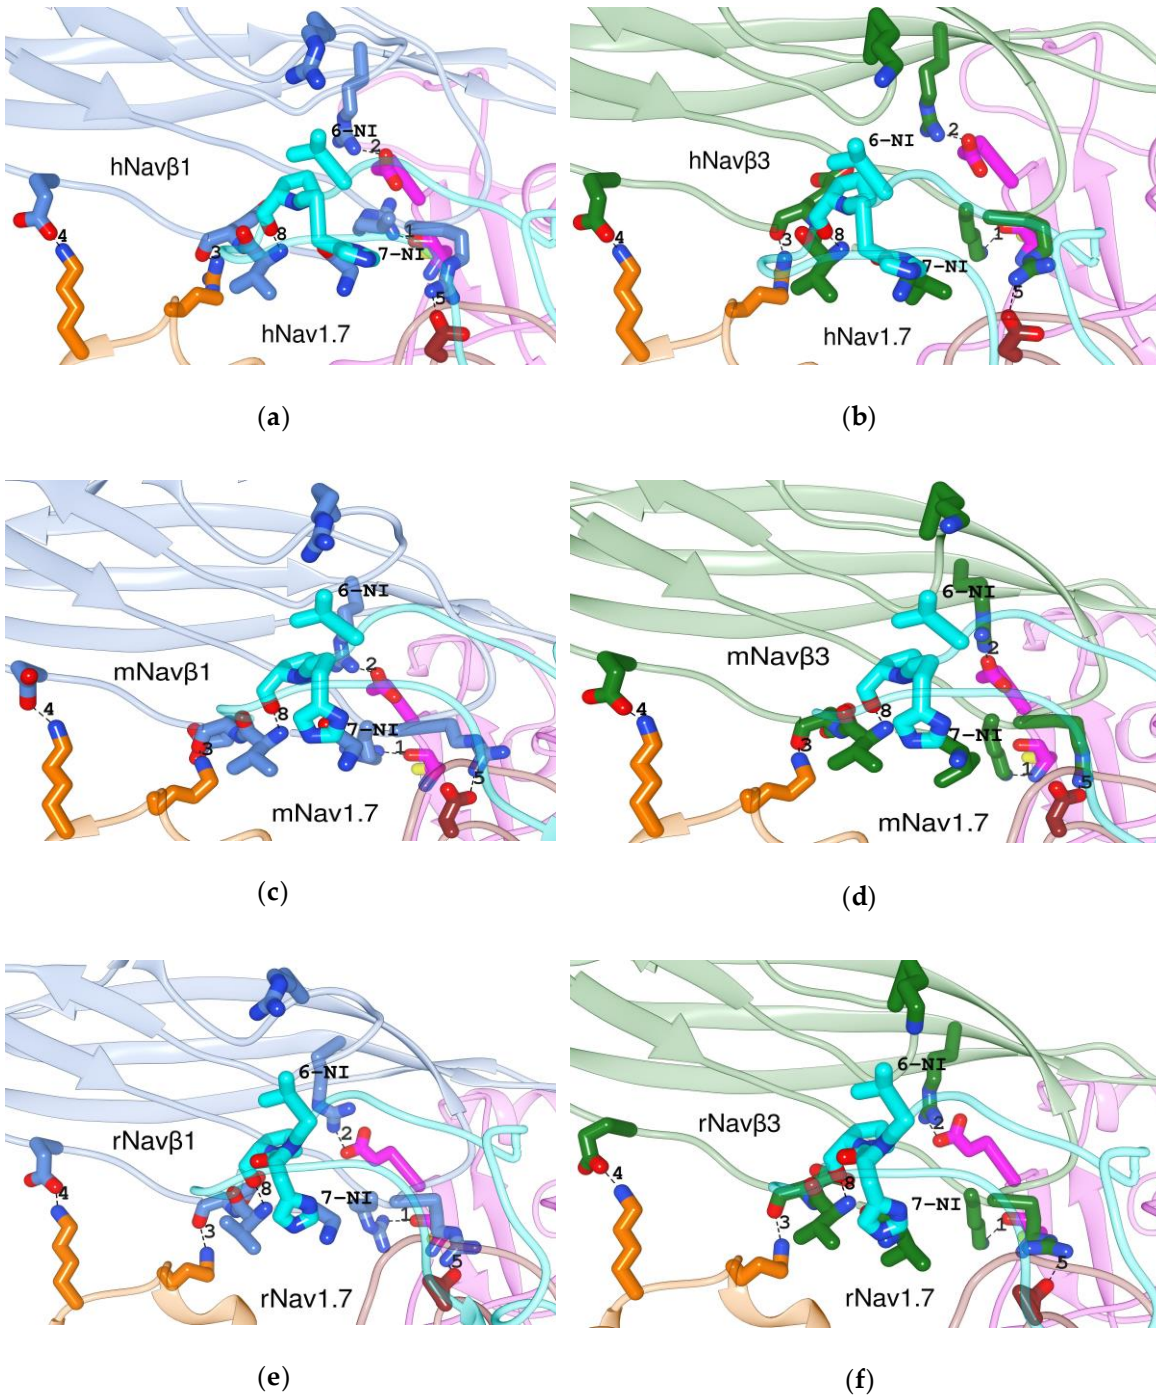 6-NI
2
hNavβ1
1
4
3
8
7-NI
5
hNav1.7
(a)
6-NI
2
hNavβ3
1
4
3
8
7-NI
5
hNav1.7
(b)
6-NI
mNavβ1
2
4
8
7-NI
3
1
5
mNav1.7
(c)
6-NI
mNavβ3
2
4
8
7-NI
3
1
5
mNav1.7
(d)
6-NI
rNavβ1
2
4
8
7-NI
3
1
5
rNav1.7
(e)
6-NI
rNavβ3
2
4
8
7-NI
3
1
5
rNav1.7
(f)